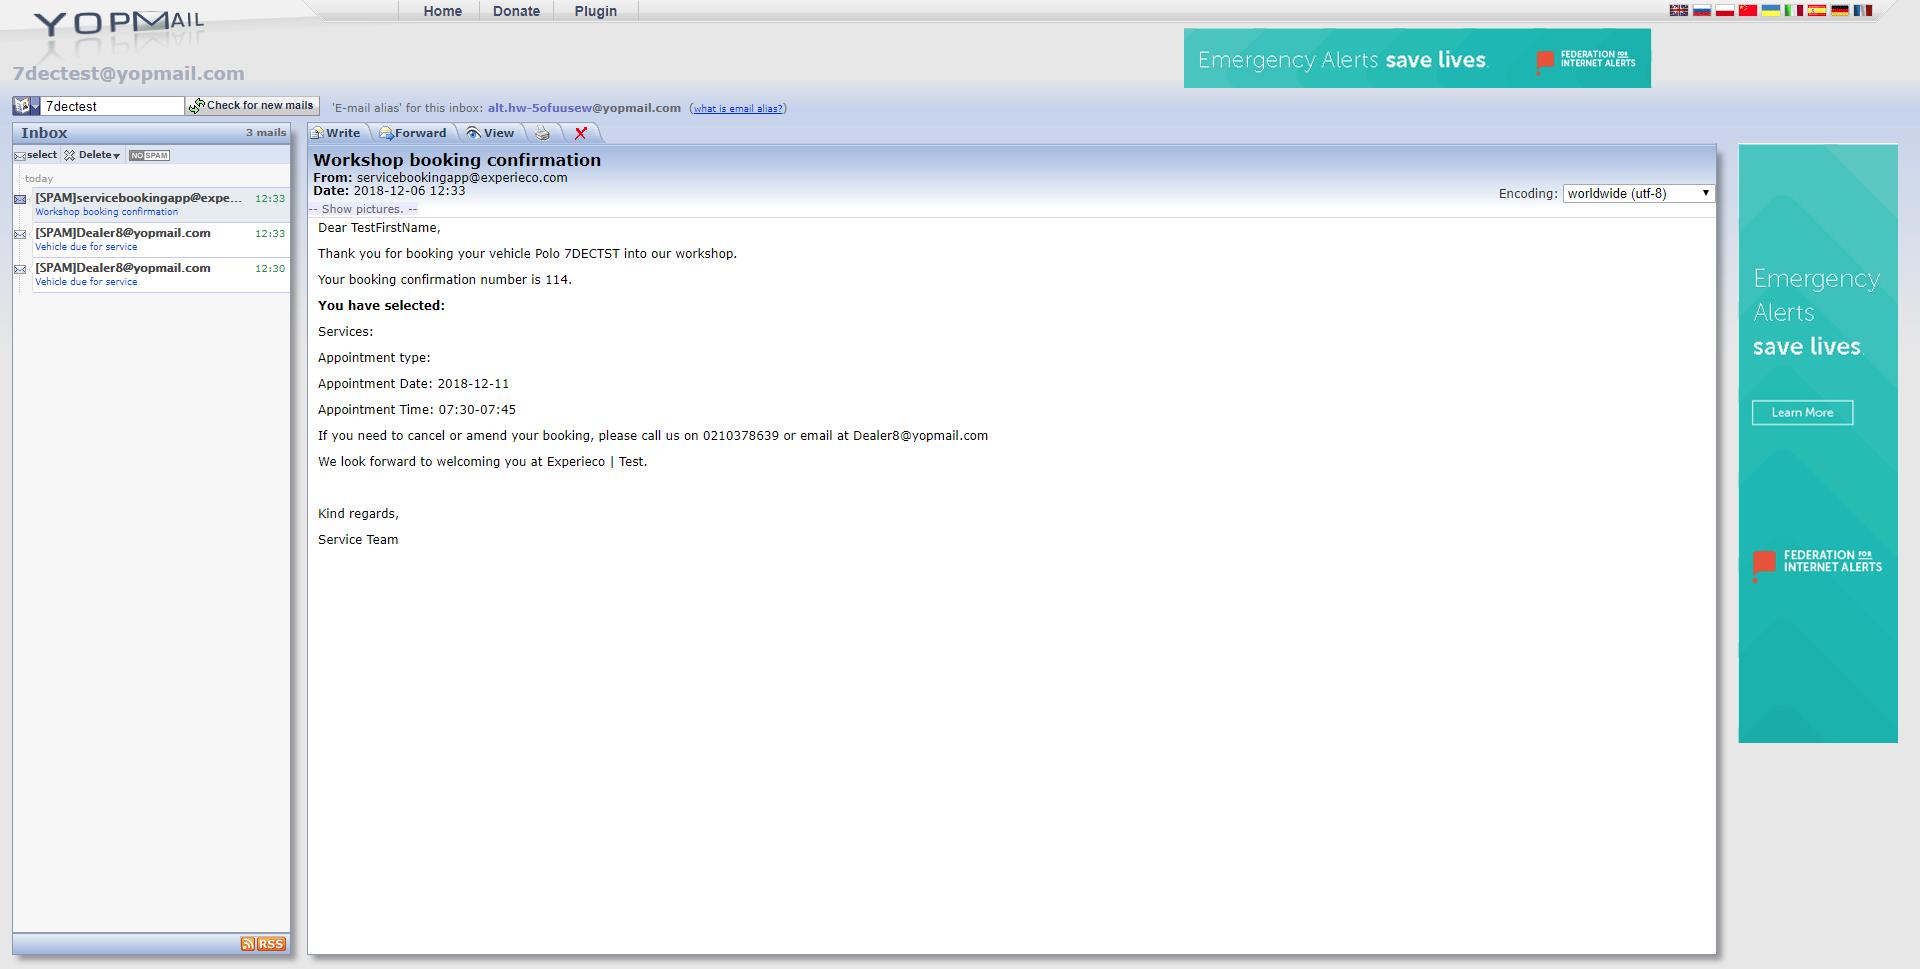 YOPMAIL
Home
Donate
Plugin
7dectest@yopmail.com
Emergency Alerts save lives.
FEDERATION FOR
INTERNET ALERTS
7dectest
Check for new mails
'E-mail alias' for this inbox: alt.hw-5ofuusew@yopmail.com (what is email alias?)
Inbox
3 mails
select
Delete
NO SPAM
today
[SPAM]servicebookingapp@expe... 12:33
Workshop booking confirmation
[SPAM]Dealer8@yopmail.com 12:33
Vehicle due for service
[SPAM]Dealer8@yopmail.com 12:30
Vehicle due for service
RSS
Write
Forward
View
Workshop booking confirmation
From: servicebookingapp@experieco.com
Date: 2018-12-06 12:33
Encoding: worldwide (utf-8)
-- Show pictures. --
Dear TestFirstName,
Thank you for booking your vehicle Polo 7DECTST into our workshop.
Your booking confirmation number is 114.
You have selected:
Services:
Appointment type:
Appointment Date: 2018-12-11
Appointment Time: 07:30-07:45
If you need to cancel or amend your booking, please call us on 0210378639 or email at Dealer8@yopmail.com
We look forward to welcoming you at Experieco | Test.
Kind regards,
Service Team
Emergency
Alerts
save lives.
Learn More
FEDERATION FOR
INTERNET ALERTS